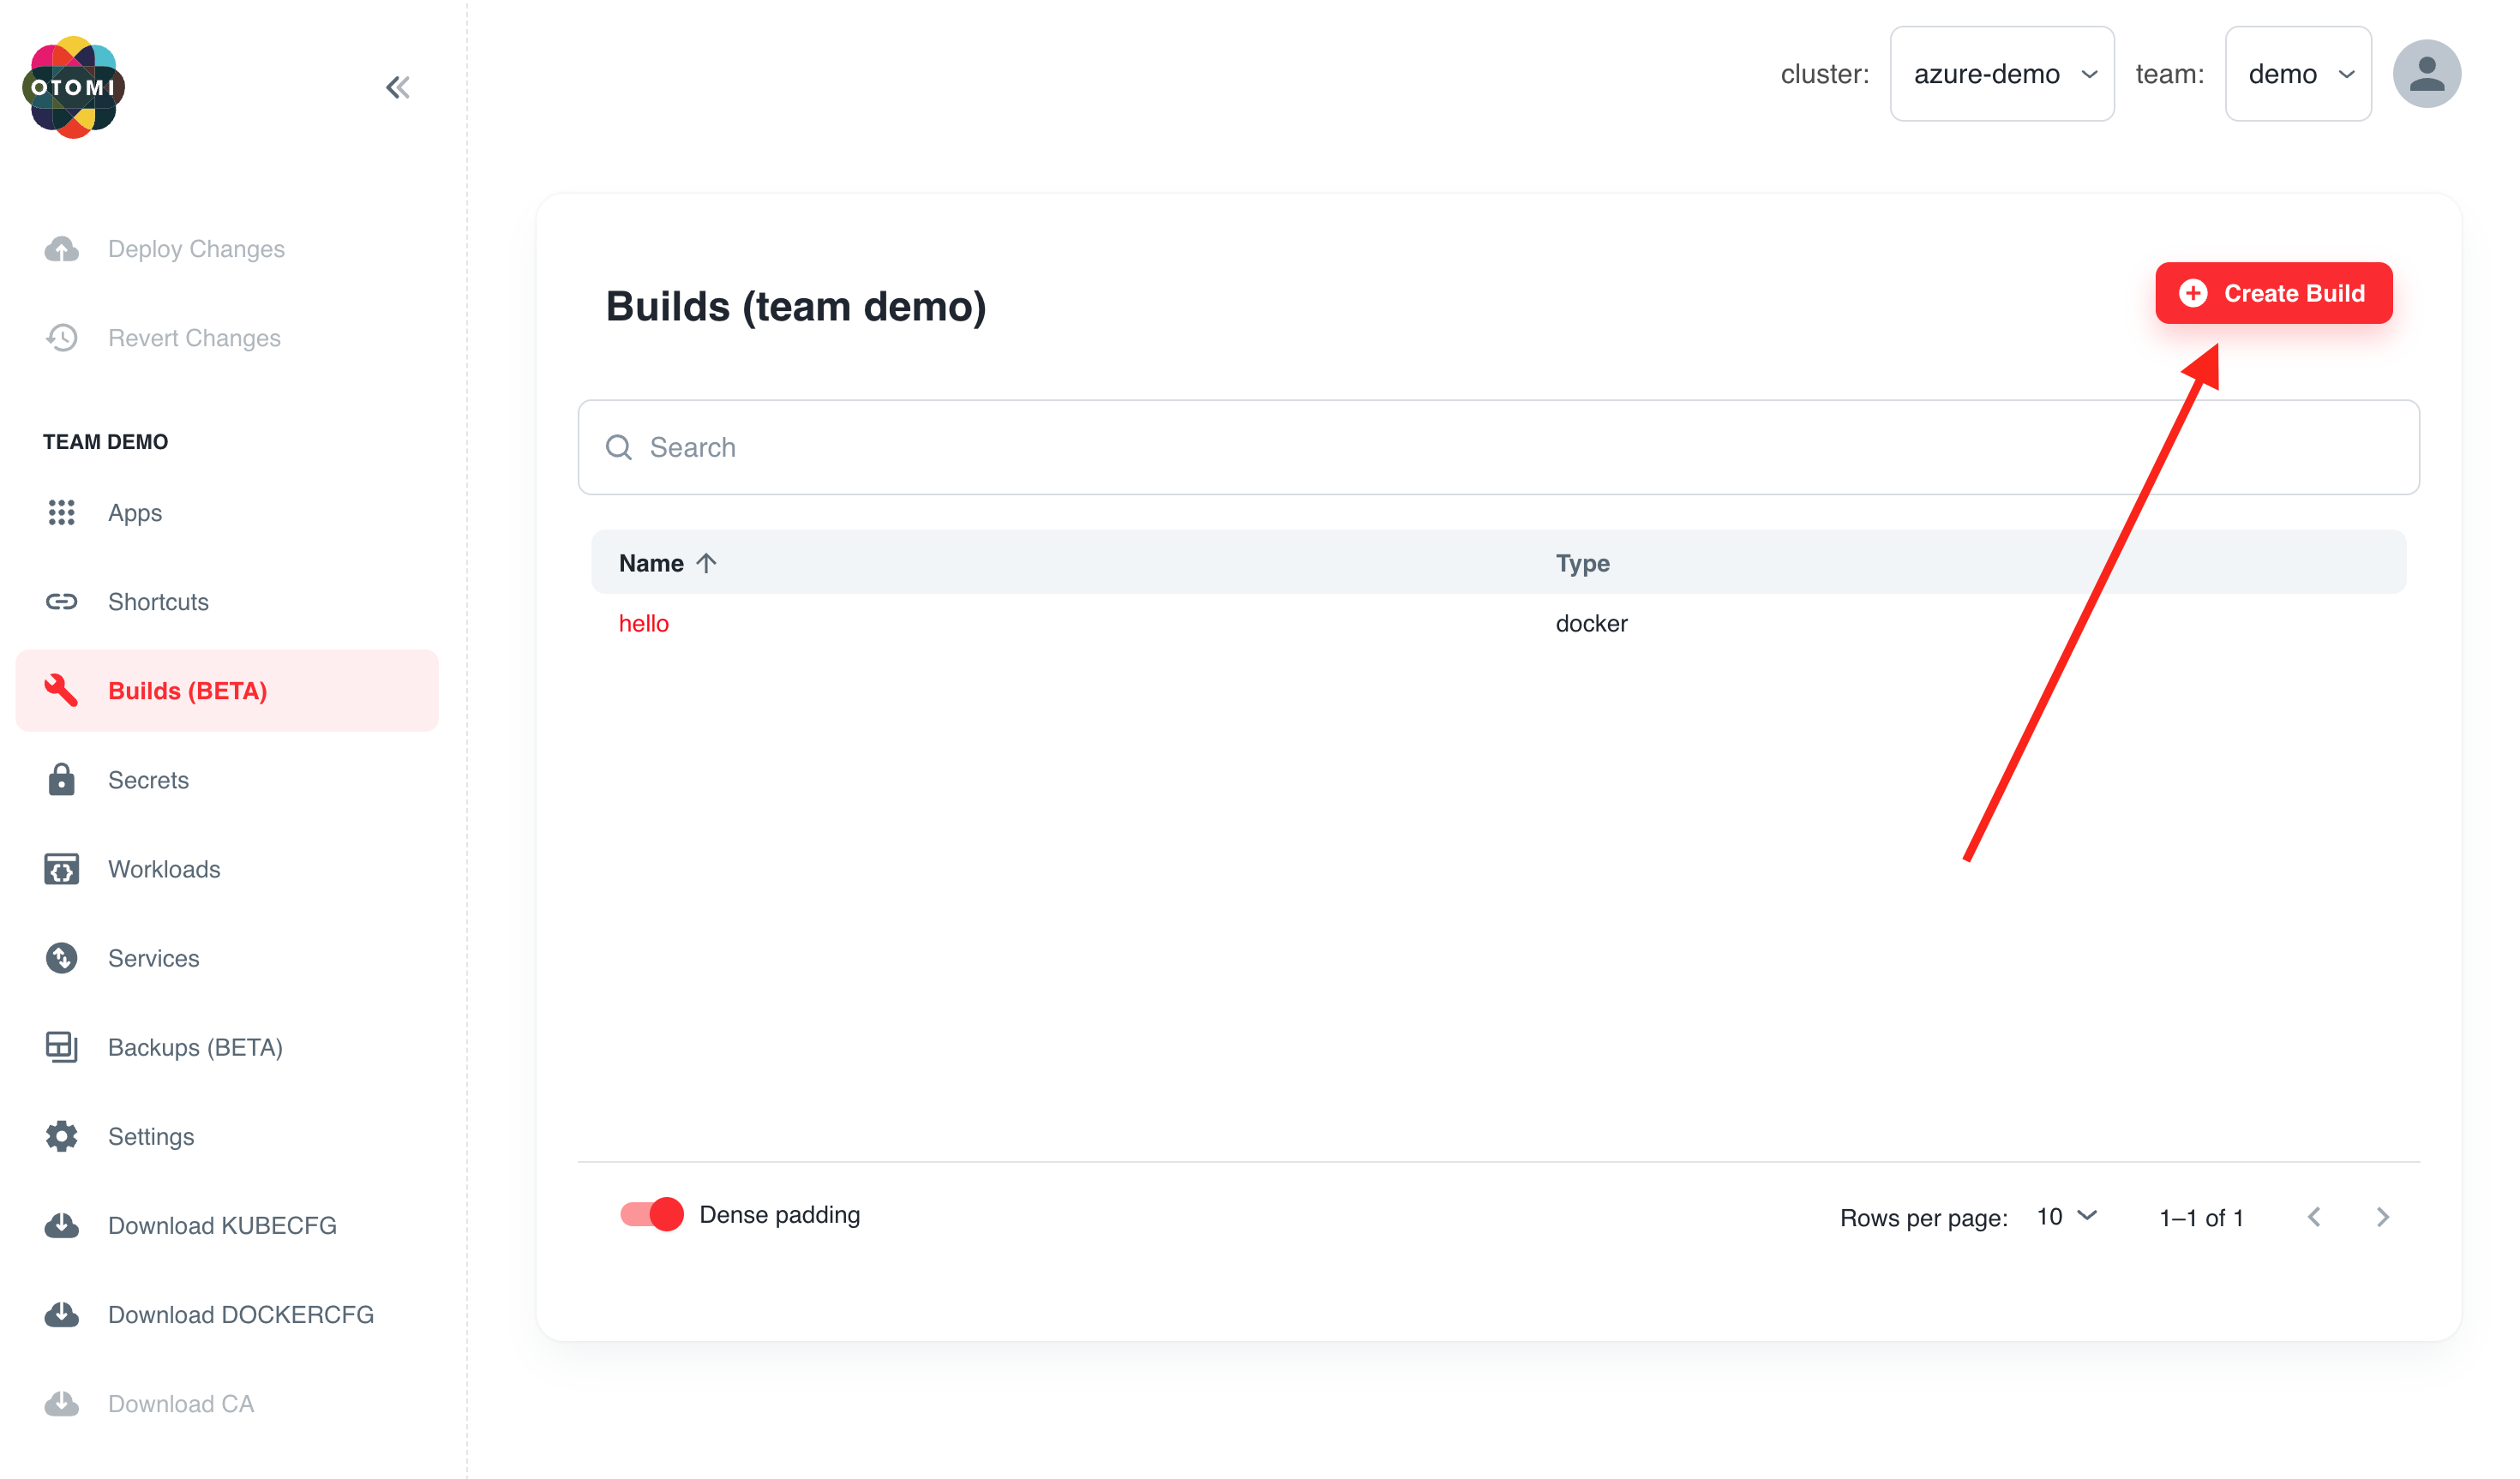 OTOMI
cluster: azure-demo team: demo
Deploy Changes
Revert Changes
TEAM DEMO
Apps
Shortcuts
Builds (BETA)
Secrets
Workloads
Services
Backups (BETA)
Settings
Download KUBECFG
Download DOCKERCFG
Download CA
Builds (team demo)
Create Build
Search
Name Type
hello docker
Dense padding
Rows per page: 10 1–1 of 1